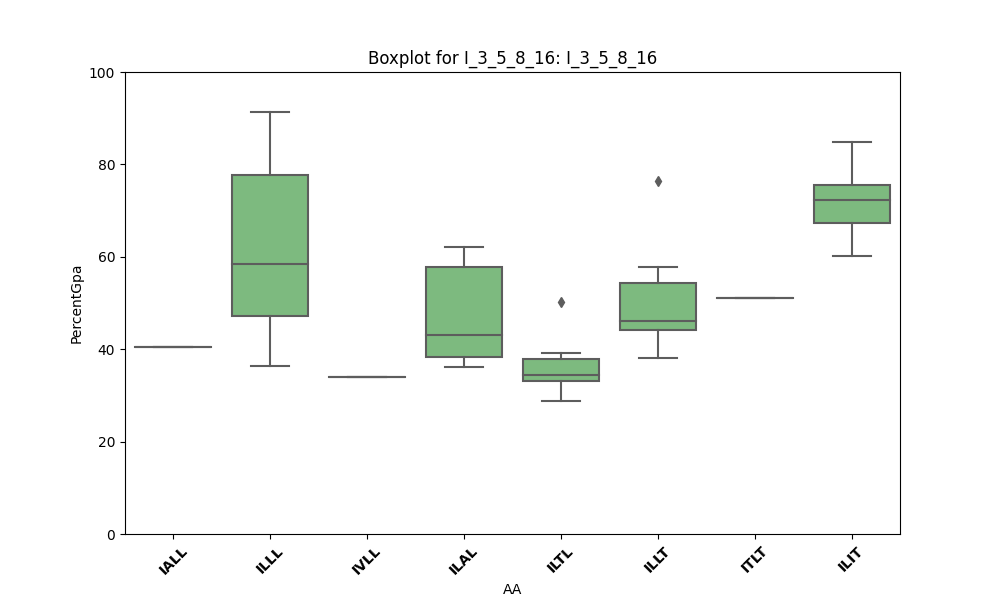 Boxplot for I_3_5_8_16: I_3_5_8_16
PercentGpa
100
80
60
40
20
0
IALL ILLL IVLL ILAL ILTL ILLT ITLT ILIT
AA